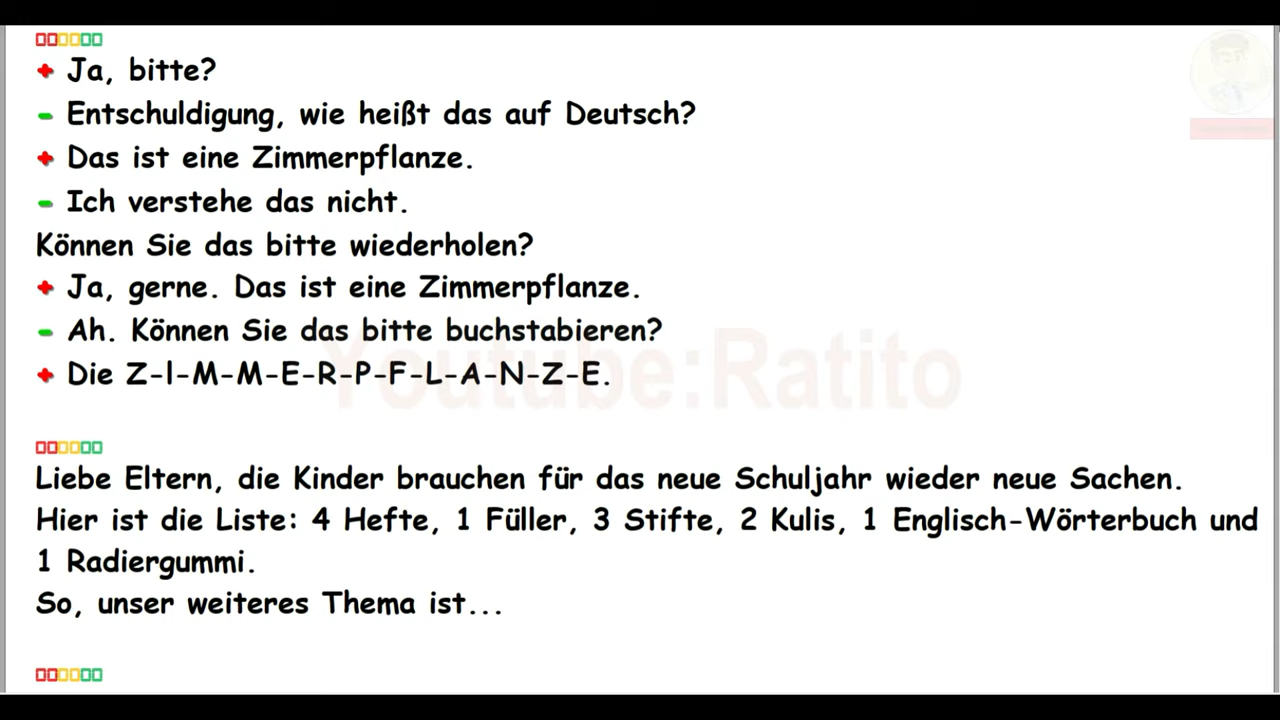 + Ja, bitte?
- Entschuldigung, wie heißt das auf Deutsch?
+ Das ist eine Zimmerpflanze.
- Ich verstehe das nicht.
Können Sie das bitte wiederholen?
+ Ja, gerne. Das ist eine Zimmerpflanze.
- Ah. Können Sie das bitte buchstabieren?
+ Die Z-l-M-M-E-R-P-F-L-A-N-Z-E.
Youtube:Ratito
Liebe Eltern, die Kinder brauchen für das neue Schuljahr wieder neue Sachen.
Hier ist die Liste: 4 Hefte, 1 Füller, 3 Stifte, 2 Kulis, 1 Englisch-Wörterbuch und
1 Radiergummi.
So, unser weiteres Thema ist...